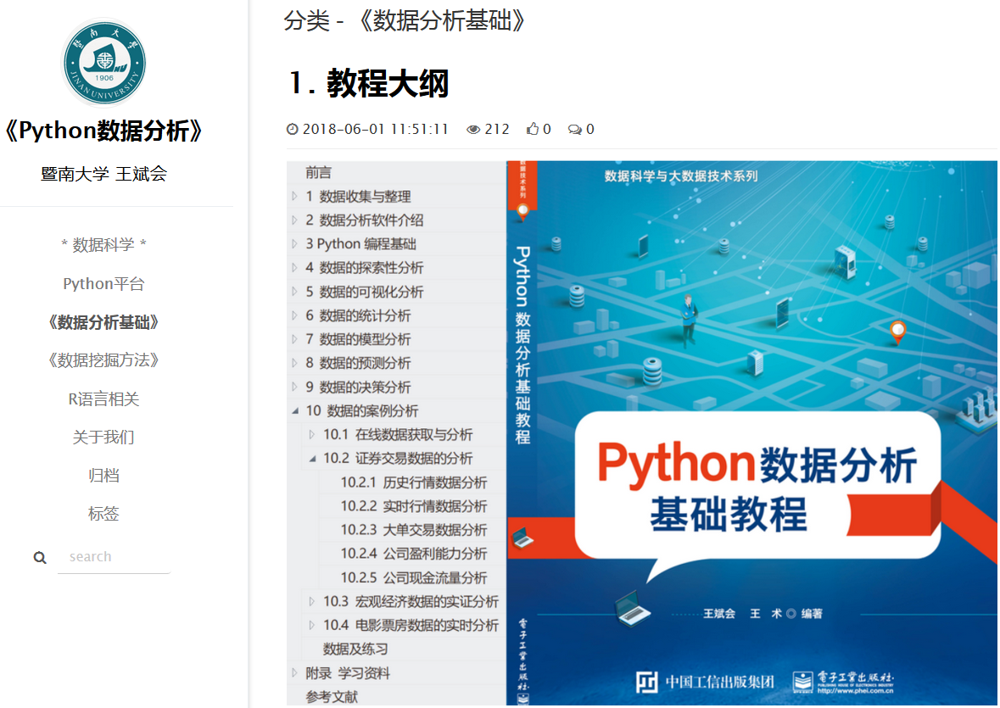 暨南大学
1906
JINAN UNIVERSITY
《Python数据分析》
暨南大学 王斌会
* 数据科学 *
Python平台
《数据分析基础》
《数据挖掘方法》
R语言相关
关于我们
归档
标签
search
分类 - 《数据分析基础》
1. 教程大纲
2018-06-01 11:51:11 212 0 0
前言
1 数据收集与整理
2 数据分析软件介绍
3 Python 编程基础
4 数据的探索性分析
5 数据的可视化分析
6 数据的统计分析
7 数据的模型分析
8 数据的预测分析
9 数据的决策分析
10 数据的案例分析
10.1 在线数据获取与分析
10.2 证券交易数据的分析
10.2.1 历史行情数据分析
10.2.2 实时行情数据分析
10.2.3 大单交易数据分析
10.2.4 公司盈利能力分析
10.2.5 公司现金流量分析
10.3 宏观经济数据的实证分析
10.4 电影票房数据的实时分析
数据及练习
附录 学习资料
参考文献
数据技术系列
Python 数据分析基础教程
电子工业出版社
数据科学与大数据技术系列
Python数据分析
基础教程
王斌会 王 术◎编著
中国工信出版集团
电子工业出版社
PUBLISHING HOUSE OF ELECTRONICS INDUSTRY
http://www.phei.com.cn